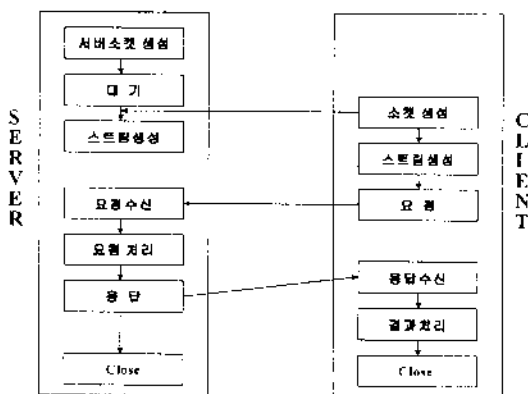 SERVER
서버소켓 생성
대 기
스트림생성
요청수신
요청 처리
응 답
Close
소켓 생성
스트림생성
요 청
응답수신
결과처리
Close
CLIENT